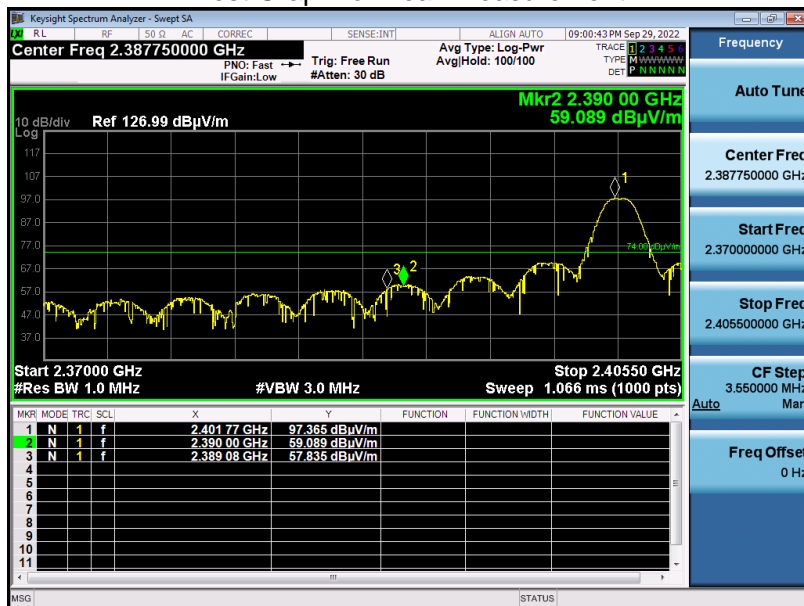 Keysight Spectrum Analyzer - Swept SA
LXI RL RF 50 Ω AC CORREC SENSE:INT ALIGN AUTO 09:00:43 PM Sep 29, 2022
Center Freq 2.387750000 GHz
PNO: Fast
IFGain:Low
Trig: Free Run
#Atten: 30 dB
Avg Type: Log-Pwr
Avg|Hold: 100/100
TRACE 1 2 3 4 5 6
TYPE M W W W W W
DET P N N N N N
Mkr2 2.390 00 GHz
59.089 dBµV/m
10 dB/div Ref 126.99 dBµV/m
Log
117
107
97.0
87.0
77.0
67.0
57.0
47.0
37.0
1
3 2
74.00 dBµV/m
Start 2.37000 GHz Stop 2.40550 GHz
#Res BW 1.0 MHz #VBW 3.0 MHz Sweep 1.066 ms (1000 pts)
MKR MODE TRC SCL X Y FUNCTION FUNCTION WIDTH FUNCTION VALUE
1 N 1 f 2.401 77 GHz 97.365 dBµV/m
2 N 1 f 2.390 00 GHz 59.089 dBµV/m
3 N 1 f 2.389 08 GHz 57.835 dBµV/m
4
5
6
7
8
9
10
11
MSG STATUS
Frequency
Auto Tune
Center Freq
2.387750000 GHz
Start Freq
2.370000000 GHz
Stop Freq
2.405500000 GHz
CF Step
3.550000 MHz
Auto Man
Freq Offset
0 Hz